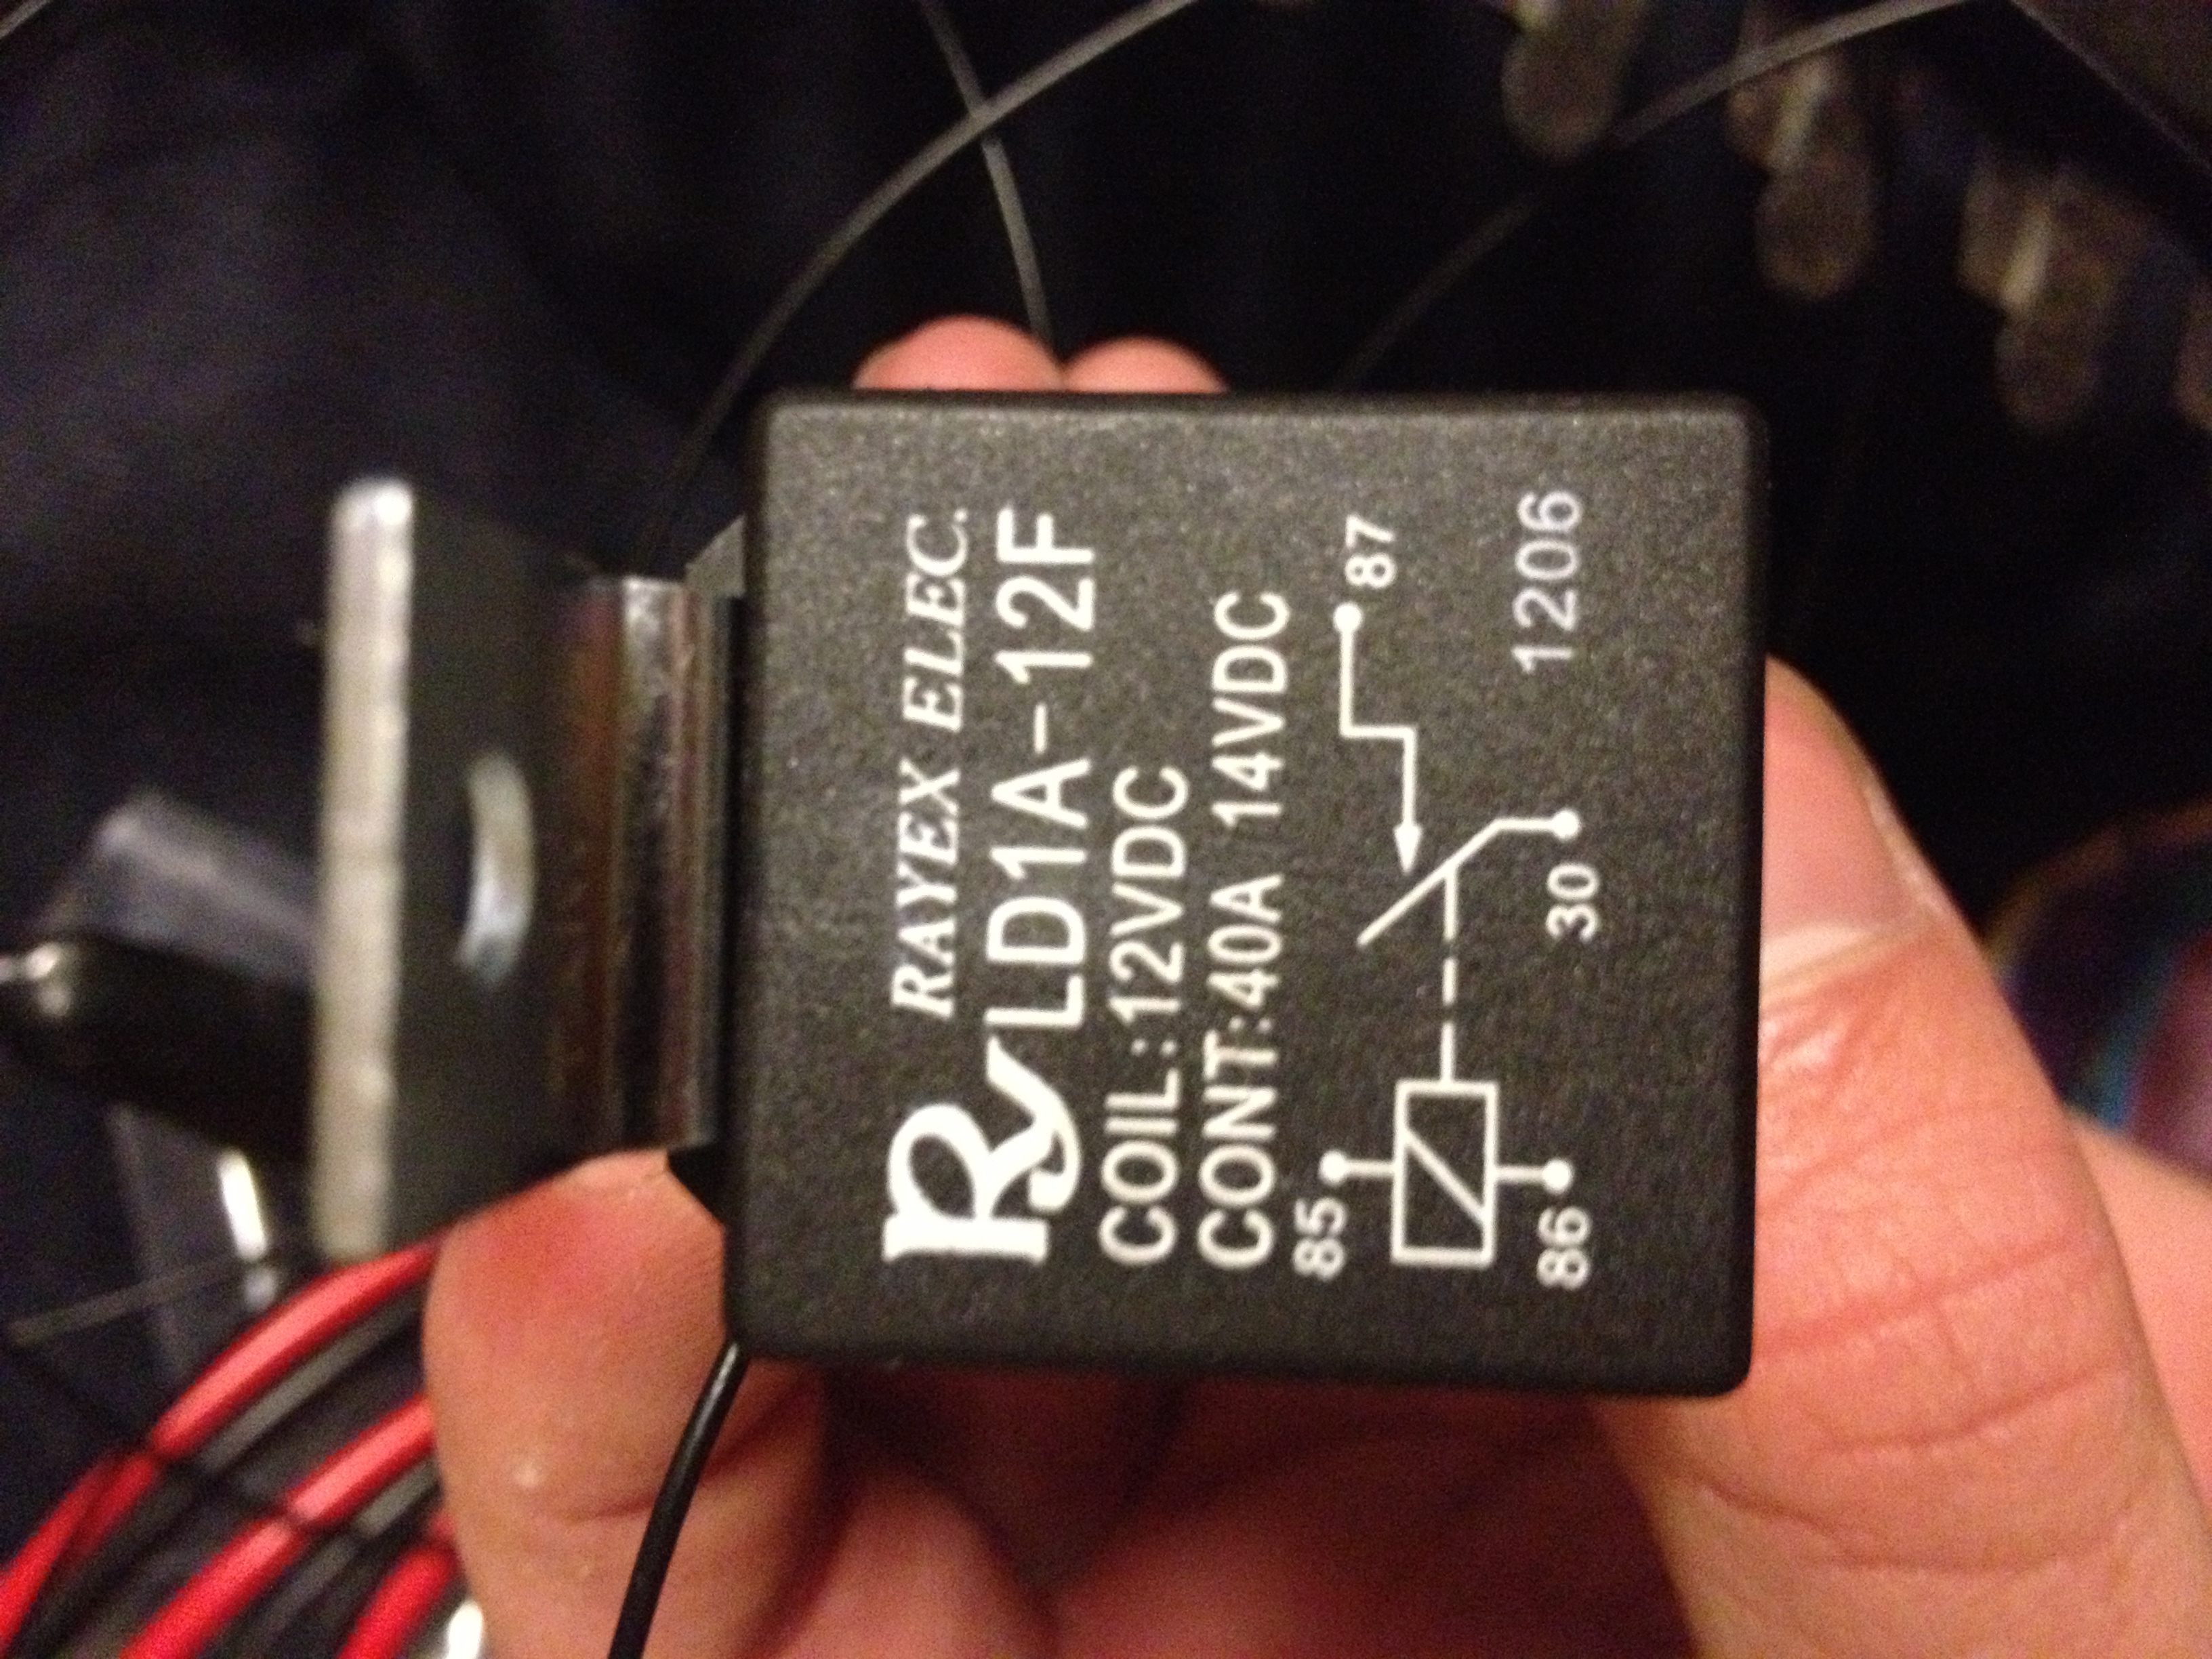 RAYEX ELEC.
R LD1A-12F
COIL:12VDC
CONT:40A 14VDC
85 87
86 30 1206